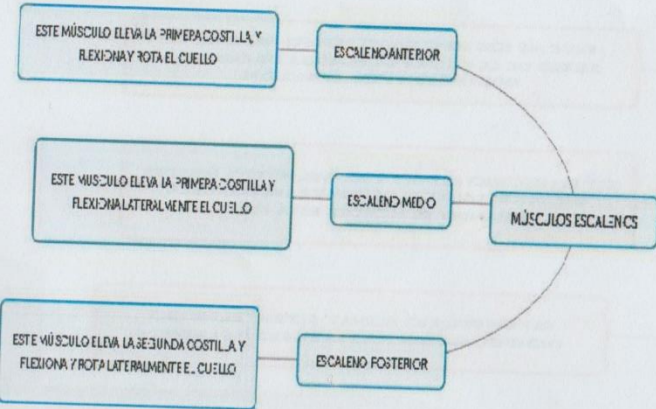 ESTE MÚSCULO ELEVA LA PRIMERA COSTILLA, Y
FLEXIONA Y ROTA EL CUELLO
ESCALENO ANTERIOR
ESTE MUSCULO ELEVA LA PRIMERA COSTILLA Y
FLEXIONA LATERALMENTE EL CUELLO
ESCALENO MEDIO
MÚSCULOS ESCALENOS
ESTE MÚSCULO ELEVA LA SEGUNDA COSTILLA Y
FLEXIONA Y ROTA LATERALMENTE EL CUELLO
ESCALENO POSTERIOR